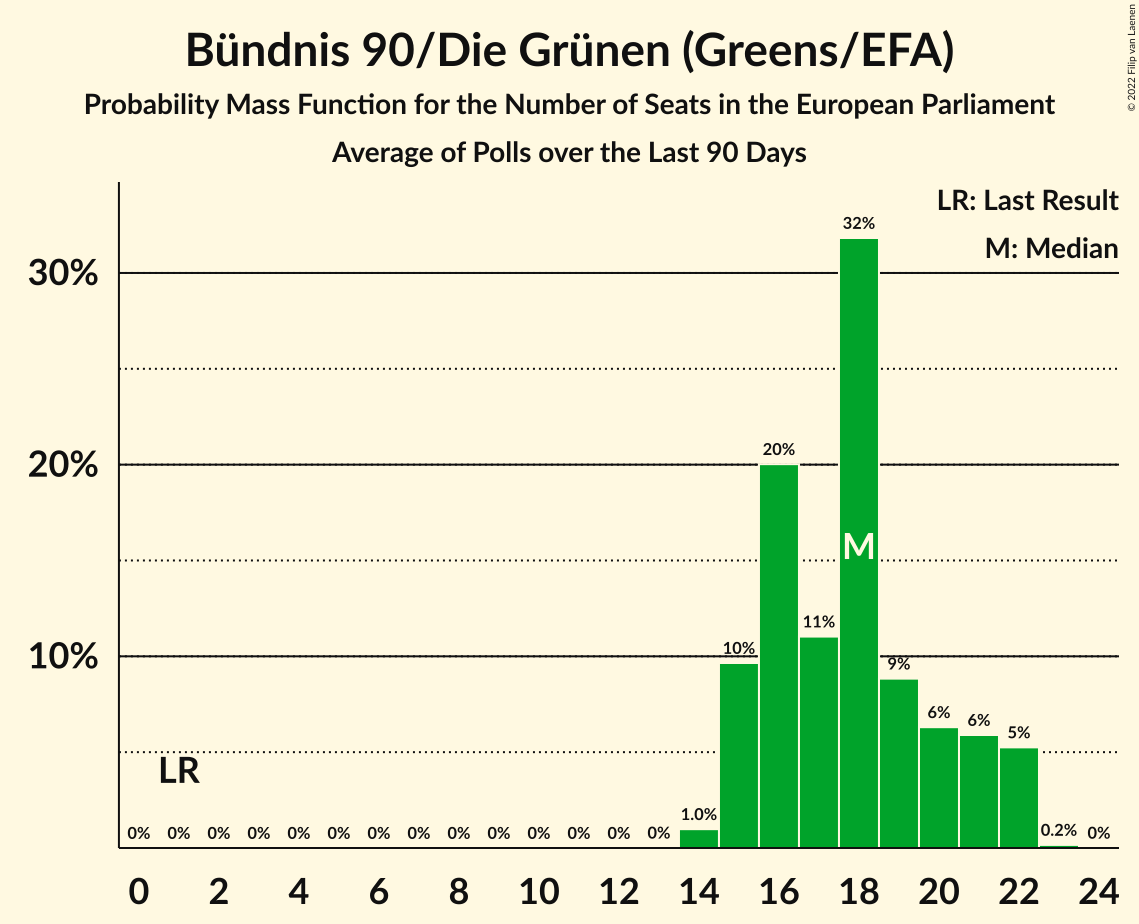 Bündnis 90/Die Grünen (Greens/EFA)
Probability Mass Function for the Number of Seats in the European Parliament
Average of Polls over the Last 90 Days
© 2022 Filip van Laenen
LR: Last Result
M: Median
32%
30%
20%
20%
M
11%
10%
10%
9%
6% 6% 5%
LR
1.0%
0% 0% 0% 0% 0% 0% 0% 0% 0% 0% 0% 0% 0% 0% 0.2% 0%
0 2 4 6 8 10 12 14 16 18 20 22 24